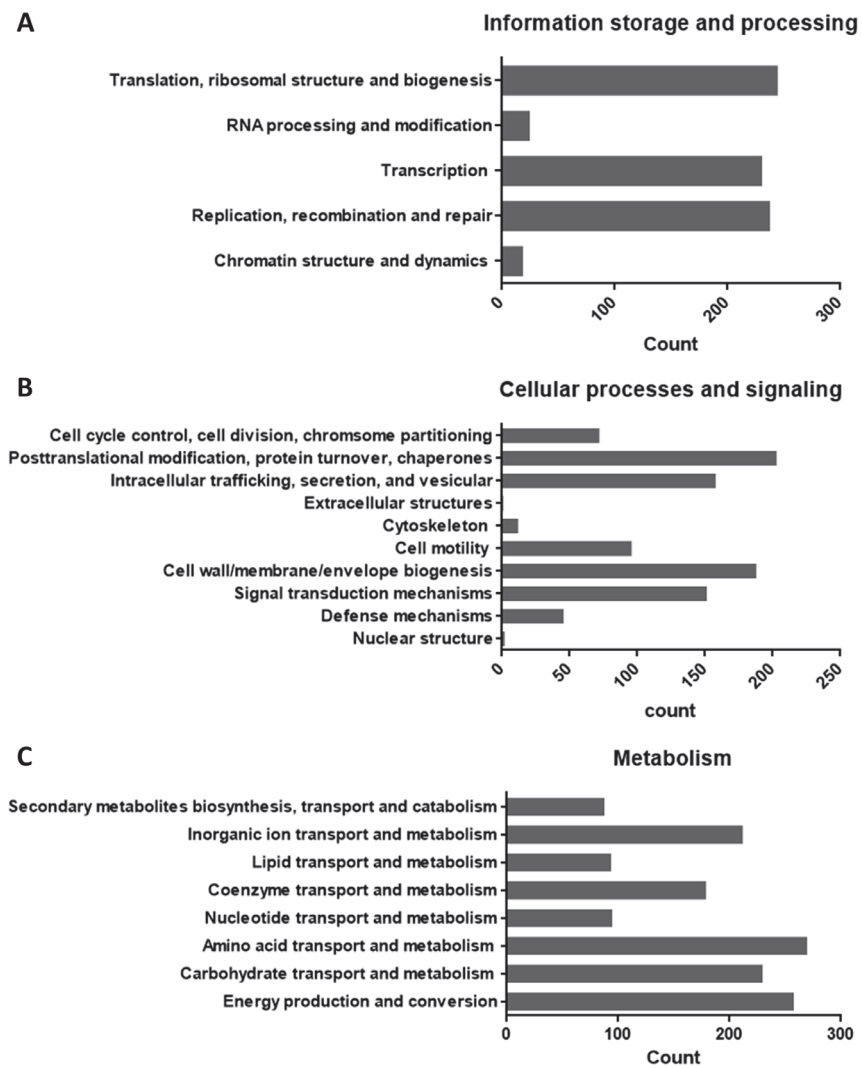 A
Information storage and processing
Translation, ribosomal structure and biogenesis
RNA processing and modification
Transcription
Replication, recombination and repair
Chromatin structure and dynamics
0 100 200 300
Count
B
Cellular processes and signaling
Cell cycle control, cell division, chromsome partitioning
Posttranslational modification, protein turnover, chaperones
Intracellular trafficking, secretion, and vesicular
Extracellular structures
Cytoskeleton
Cell motility
Cell wall/membrane/envelope biogenesis
Signal transduction mechanisms
Defense mechanisms
Nuclear structure
0 50 100 150 200 250
count
C
Metabolism
Secondary metabolites biosynthesis, transport and catabolism
Inorganic ion transport and metabolism
Lipid transport and metabolism
Coenzyme transport and metabolism
Nucleotide transport and metabolism
Amino acid transport and metabolism
Carbohydrate transport and metabolism
Energy production and conversion
0 100 200 300
Count